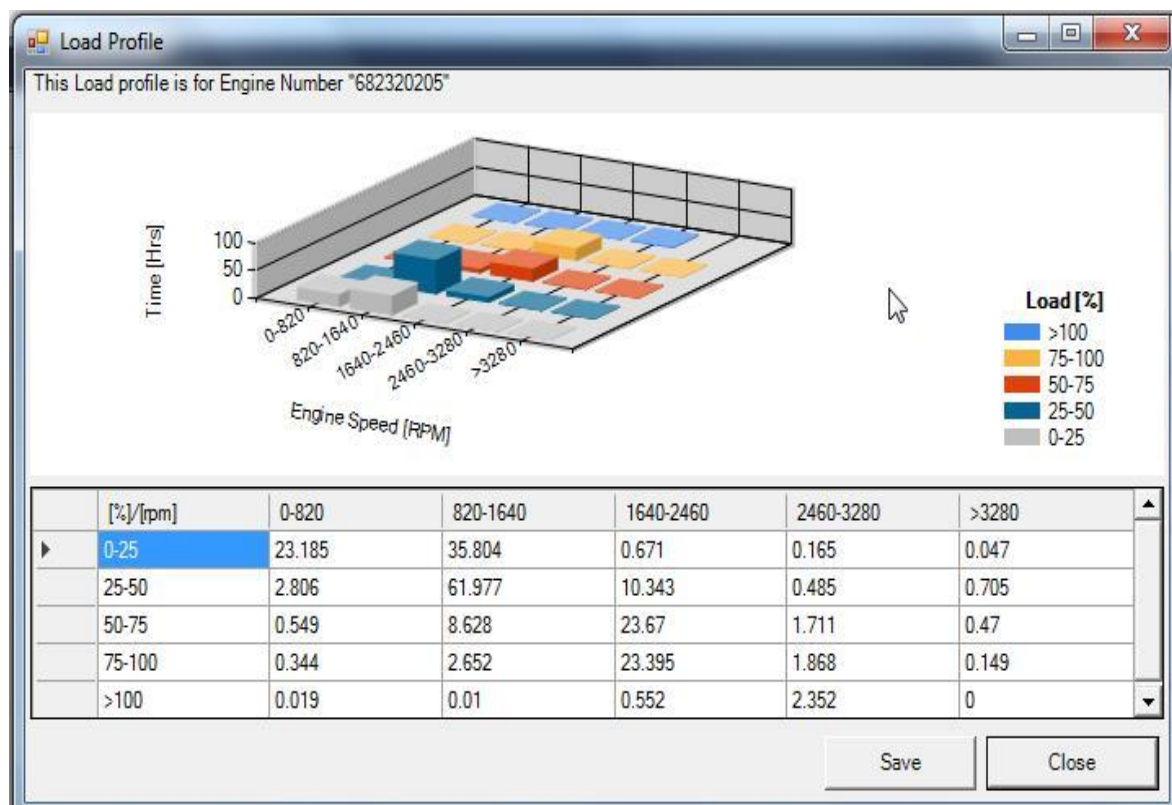 Load Profile
This Load profile is for Engine Number "682320205"
Time [Hrs]
100
50
0
0-820
820-1640
1640-2460
2460-3280
>3280
Engine Speed [RPM]
Load [%]
>100
75-100
50-75
25-50
0-25
[%]/[rpm] 0-820 820-1640 1640-2460 2460-3280 >3280
0-25 23.185 35.804 0.671 0.165 0.047
25-50 2.806 61.977 10.343 0.485 0.705
50-75 0.549 8.628 23.67 1.711 0.47
75-100 0.344 2.652 23.395 1.868 0.149
>100 0.019 0.01 0.552 2.352 0
Save Close